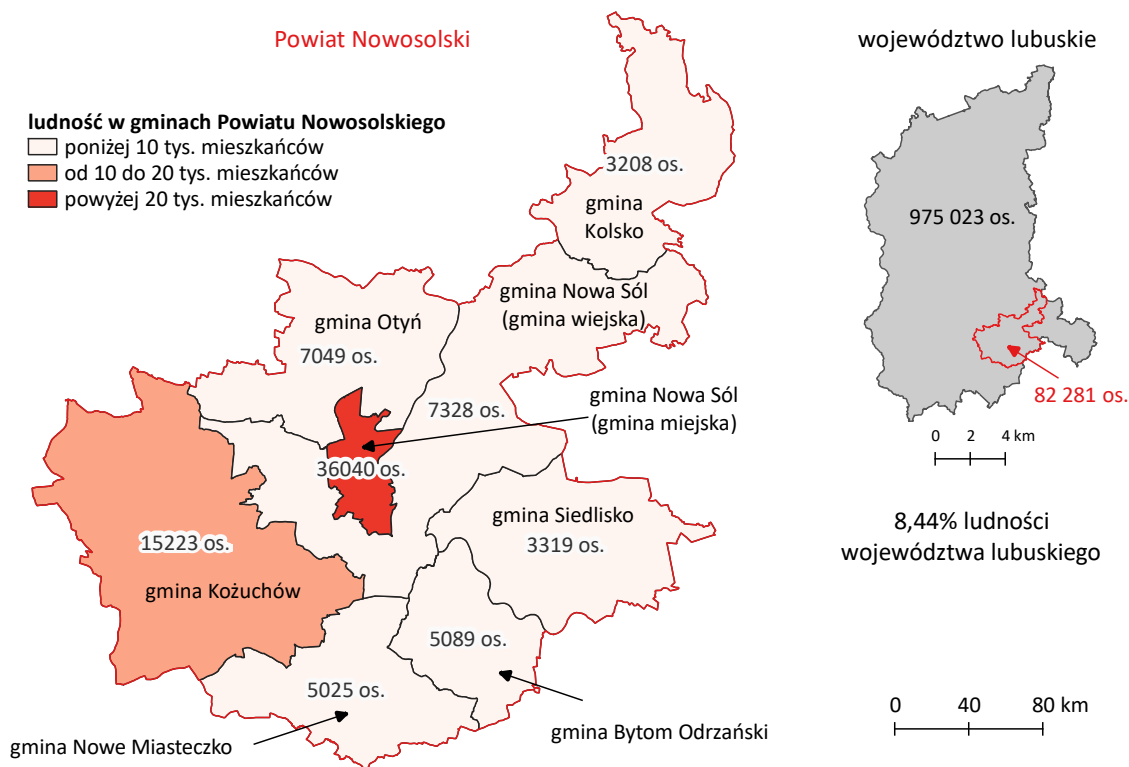 Powiat Nowosolski
województwo lubuskie
ludność w gminach Powiatu Nowosolskiego
poniżej 10 tys. mieszkańców
od 10 do 20 tys. mieszkańców
powyżej 20 tys. mieszkańców
3208 os.
gmina
Kolsko
975 023 os.
gmina Nowa Sól
(gmina wiejska)
gmina Otyń
7049 os.
7328 os.
gmina Nowa Sól
(gmina miejska)
82 281 os.
0 2 4 km
36040 os.
gmina Siedlisko
3319 os.
15223 os.
gmina Kożuchów
8,44% ludności
województwa lubuskiego
5089 os.
5025 os.
gmina Bytom Odrzański
gmina Nowe Miasteczko
0 40 80 km